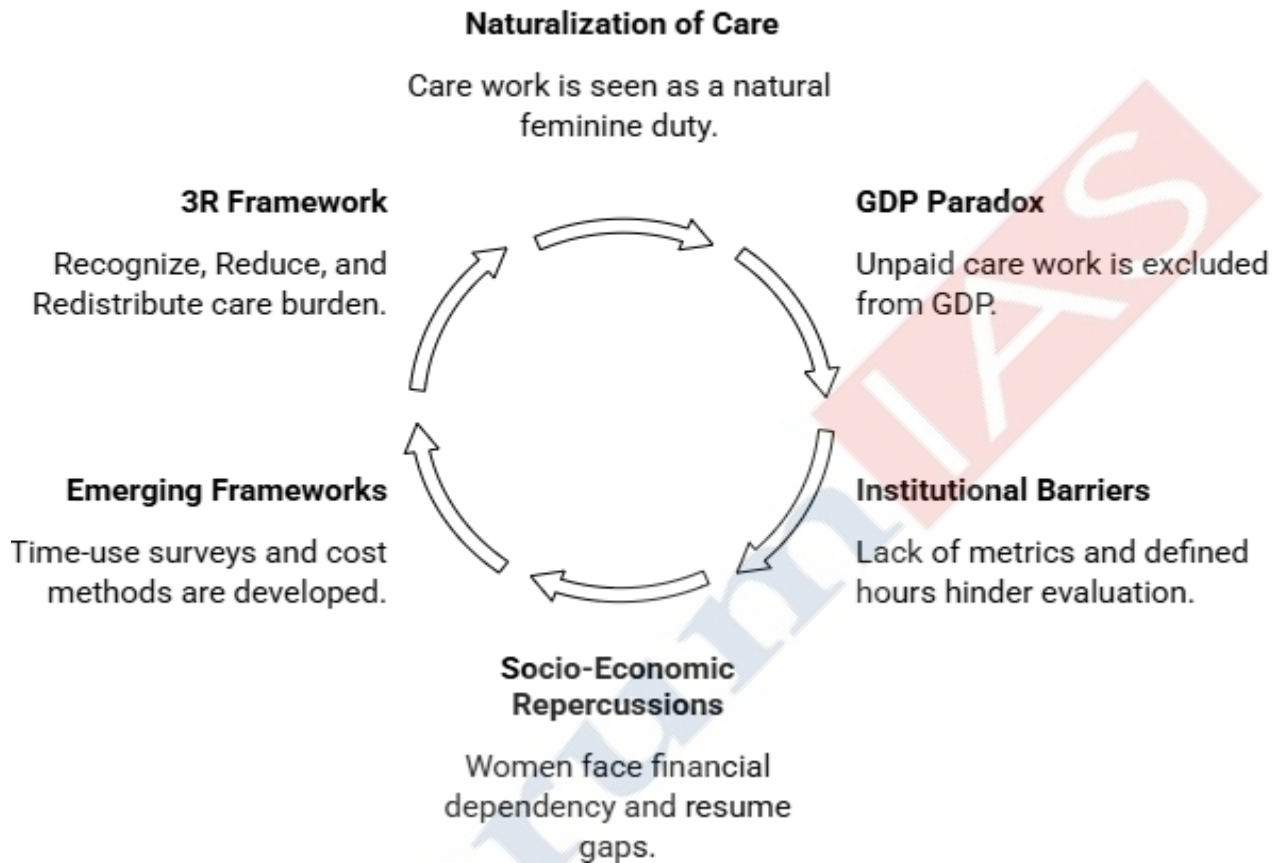 Naturalization of Care
Care work is seen as a natural
feminine duty.
3R Framework
Recognize, Reduce, and
Redistribute care burden.
GDP Paradox
Unpaid care work is excluded
from GDP.
Emerging Frameworks
Time-use surveys and cost
methods are developed.
Institutional Barriers
Lack of metrics and defined
hours hinder evaluation.
Socio-Economic
Repercussions
Women face financial
dependency and resume
gaps.
rum IAS